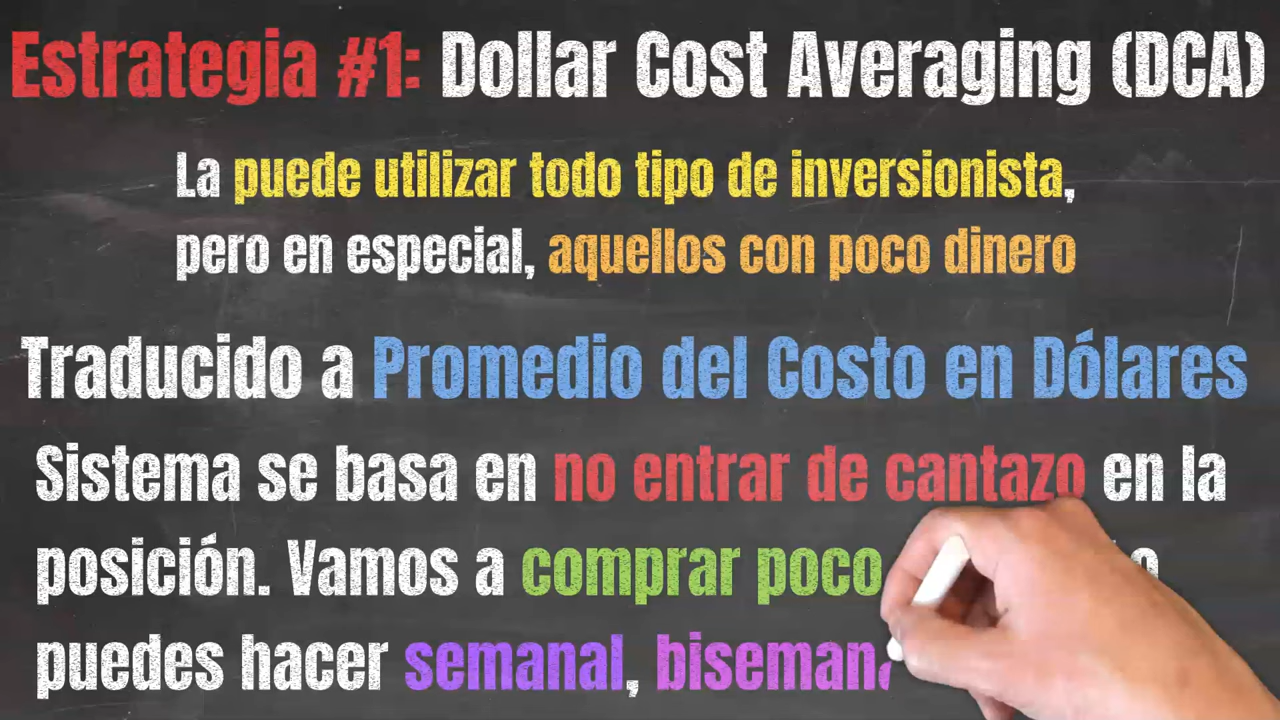 Estrategia #1: Dollar Cost Averaging (DCA)
La puede utilizar todo tipo de inversionista,
pero en especial, aquellos con poco dinero
Traducido a Promedio del Costo en Dólares
Sistema se basa en no entrar de cantazo en la
posición. Vamos a comprar poco
puedes hacer semanal,